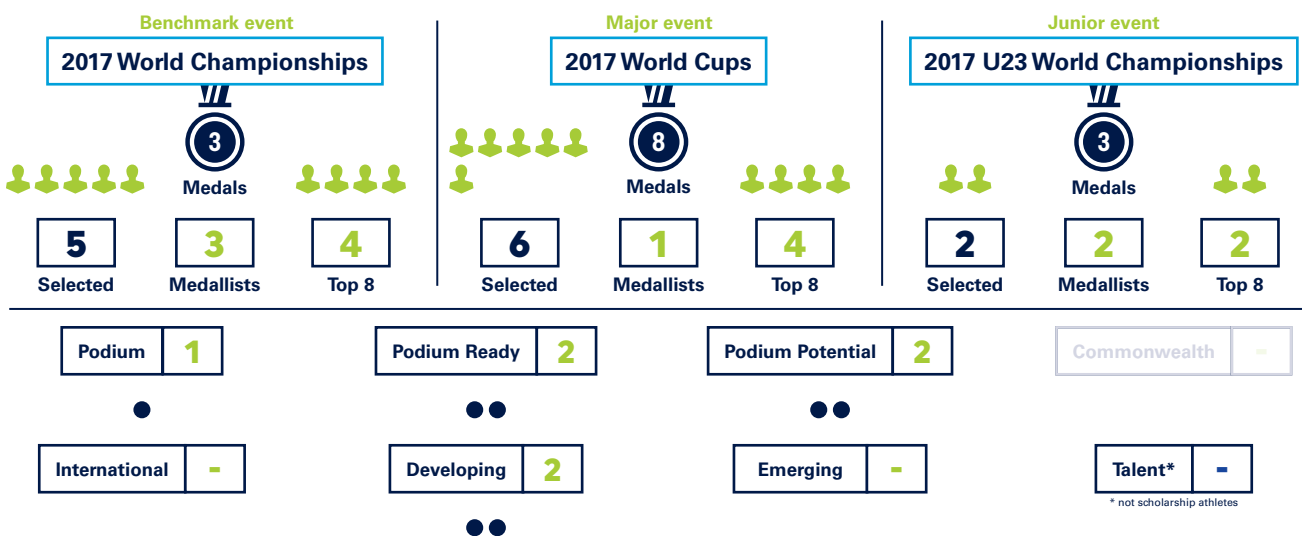 Benchmark event
2017 World Championships
3
Medals
5
Selected
3
Medallists
4
Top 8
Major event
2017 World Cups
8
Medals
6
Selected
1
Medallists
4
Top 8
Junior event
2017 U23 World Championships
3
Medals
2
Selected
2
Medallists
2
Top 8
Podium 1
Podium Ready 2
Podium Potential 2
Commonwealth -
International -
Developing 2
Emerging -
Talent* -
* not scholarship athletes